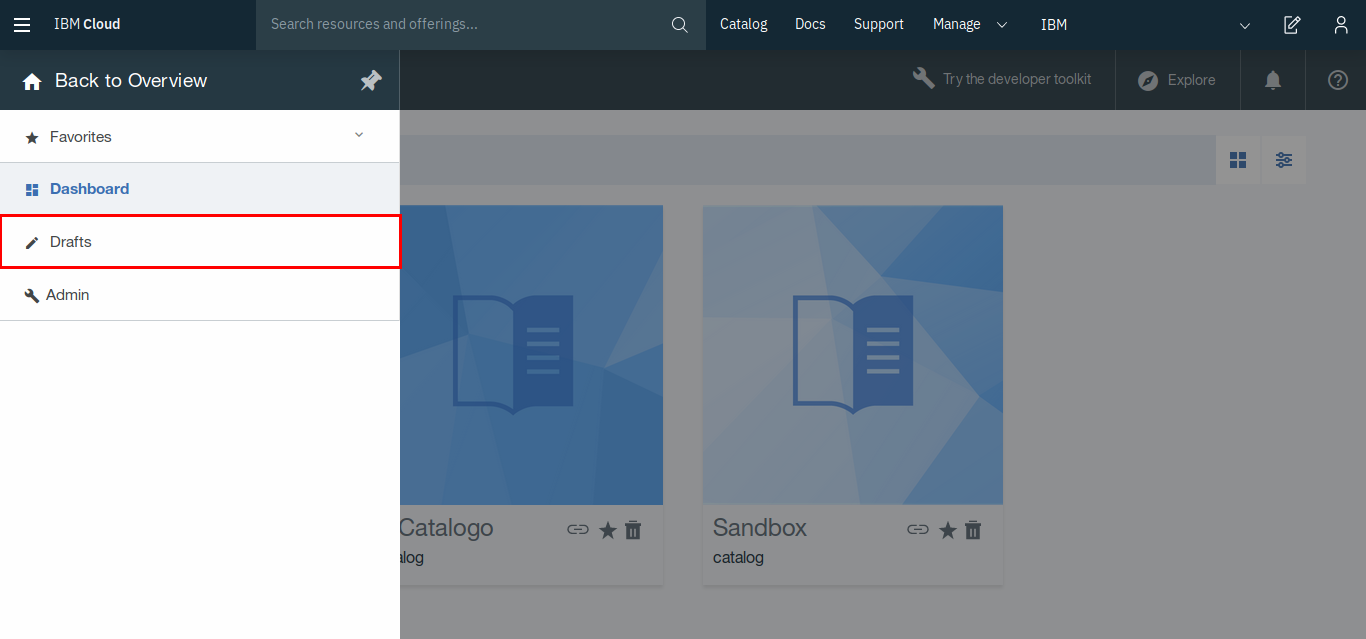 IBM Cloud
Search resources and offerings...
Catalog
Docs
Support
Manage
IBM
Back to Overview
Try the developer toolkit
Explore
Favorites
Dashboard
Drafts
Admin
Catalogo
alog
Sandbox
catalog